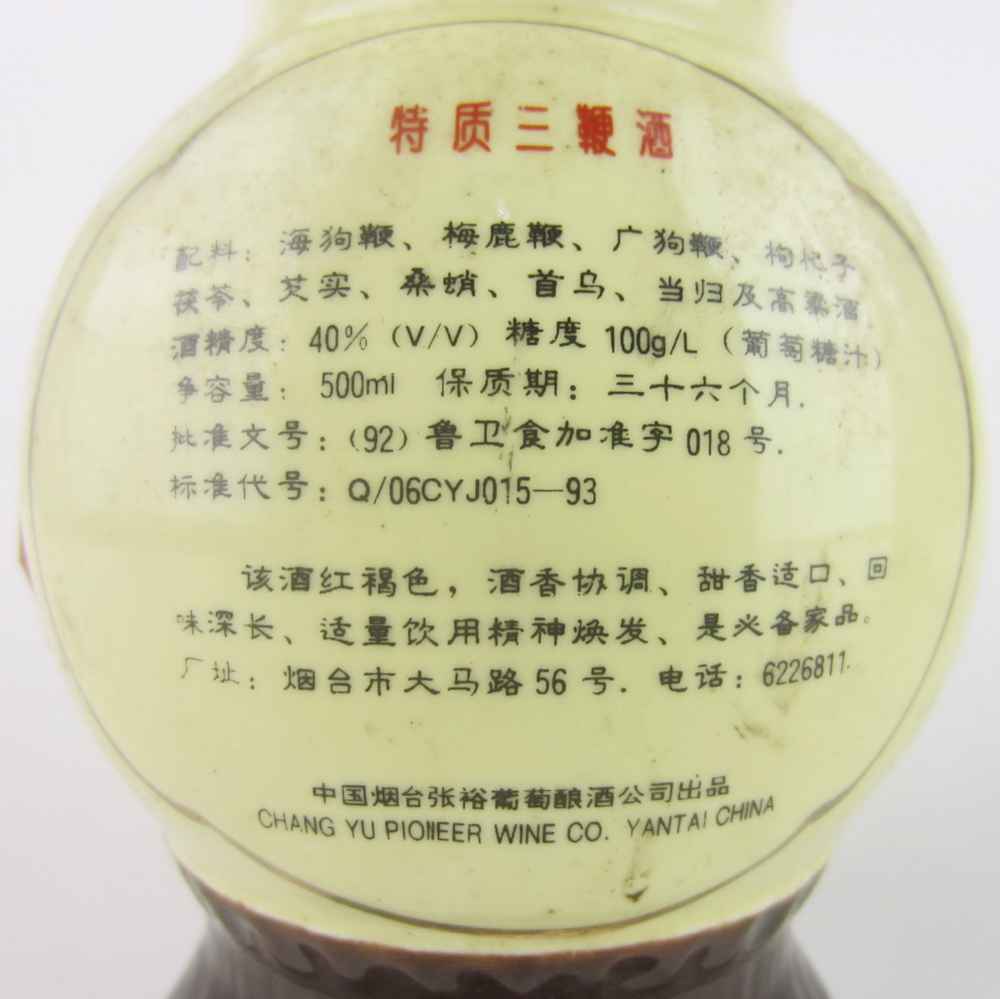 特质三鞭酒
配料：海狗鞭、梅鹿鞭、广狗鞭、枸杞子
茯苓、芡实、桑蛸、首乌、当归及高粱酒.
酒精度：40%（V/V）糖度 100g/L（葡萄糖汁）
净容量：500ml 保质期：三十六个月.
批准文号：（92）鲁卫食加准字 018 号.
标准代号：Q/06CYJ015—93
该酒红褐色，酒香协调、甜香适口、回
味深长、适量饮用精神焕发、是必备家品。
厂址：烟台市大马路 56 号. 电话：6226811.
中国烟台张裕葡萄酿酒公司出品
CHANG YU PIONEER WINE CO. YANTAI CHINA